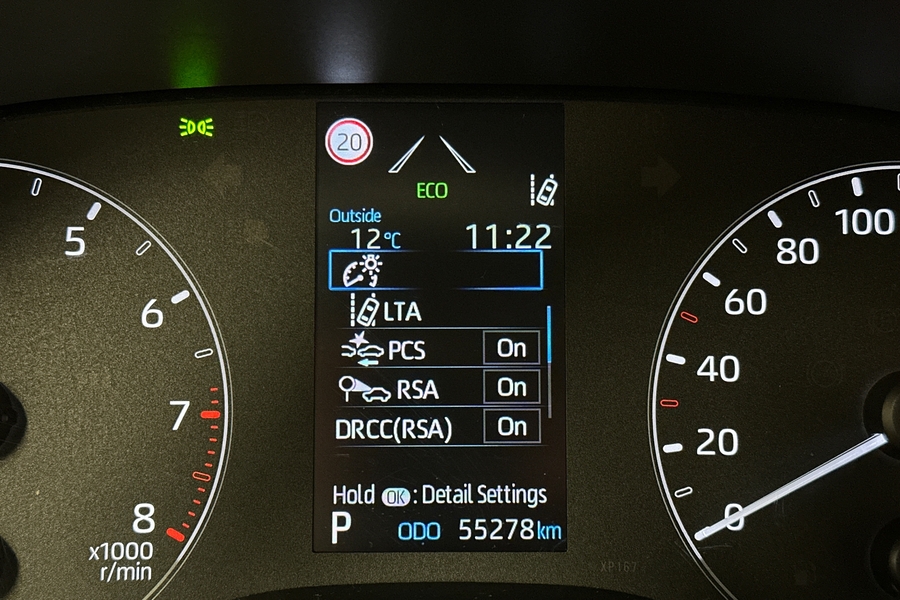 20
ECO
Outside
12°C 11:22
LTA
PCS On
RSA On
DRCC(RSA) On
Hold OK : Detail Settings
P ODO 55278km
5
6
7
8
x1000
r/min
100
80
60
40
20
0
XP167